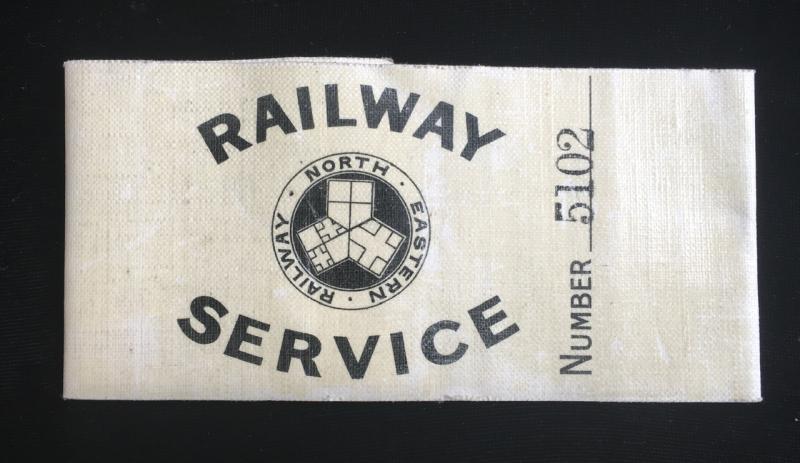 RAILWAY
· NORTH · EASTERN · RAILWAY
SERVICE
NUMBER 5102